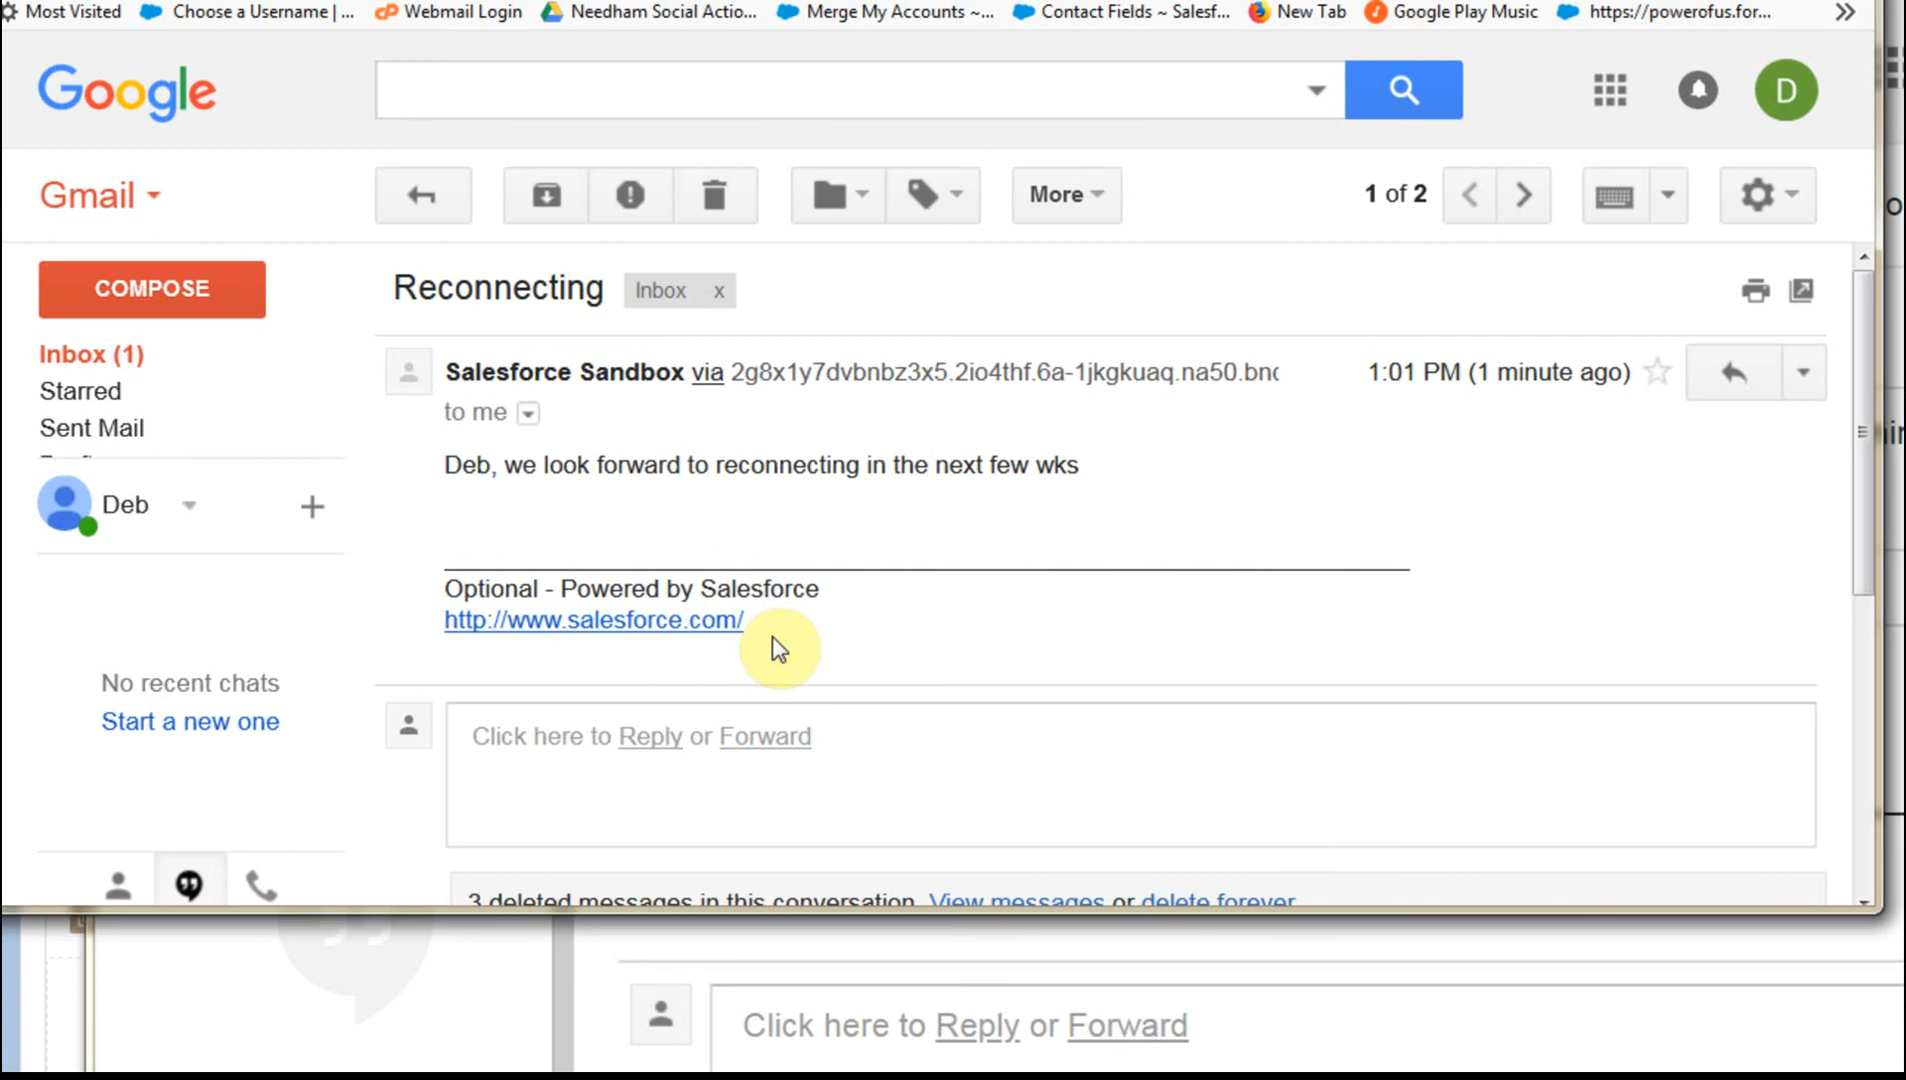 Most Visited Choose a Username | ... Webmail Login Needham Social Actio... Merge My Accounts ~... Contact Fields ~ Salesf... New Tab Google Play Music https://powerofus.for...
Google
D
Gmail
More
1 of 2
COMPOSE
Reconnecting
Inbox x
Inbox (1)
Starred
Sent Mail
Salesforce Sandbox via 2g8x1y7dvbnbz3x5.2io4thf.6a-1jkgkuaq.na50.bnc
1:01 PM (1 minute ago)
to me
Deb, we look forward to reconnecting in the next few wks
Deb
+
Optional - Powered by Salesforce
http://www.salesforce.com/
No recent chats
Start a new one
Click here to Reply or Forward
3 deleted messages in this conversation. View messages or delete forever
Click here to Reply or Forward